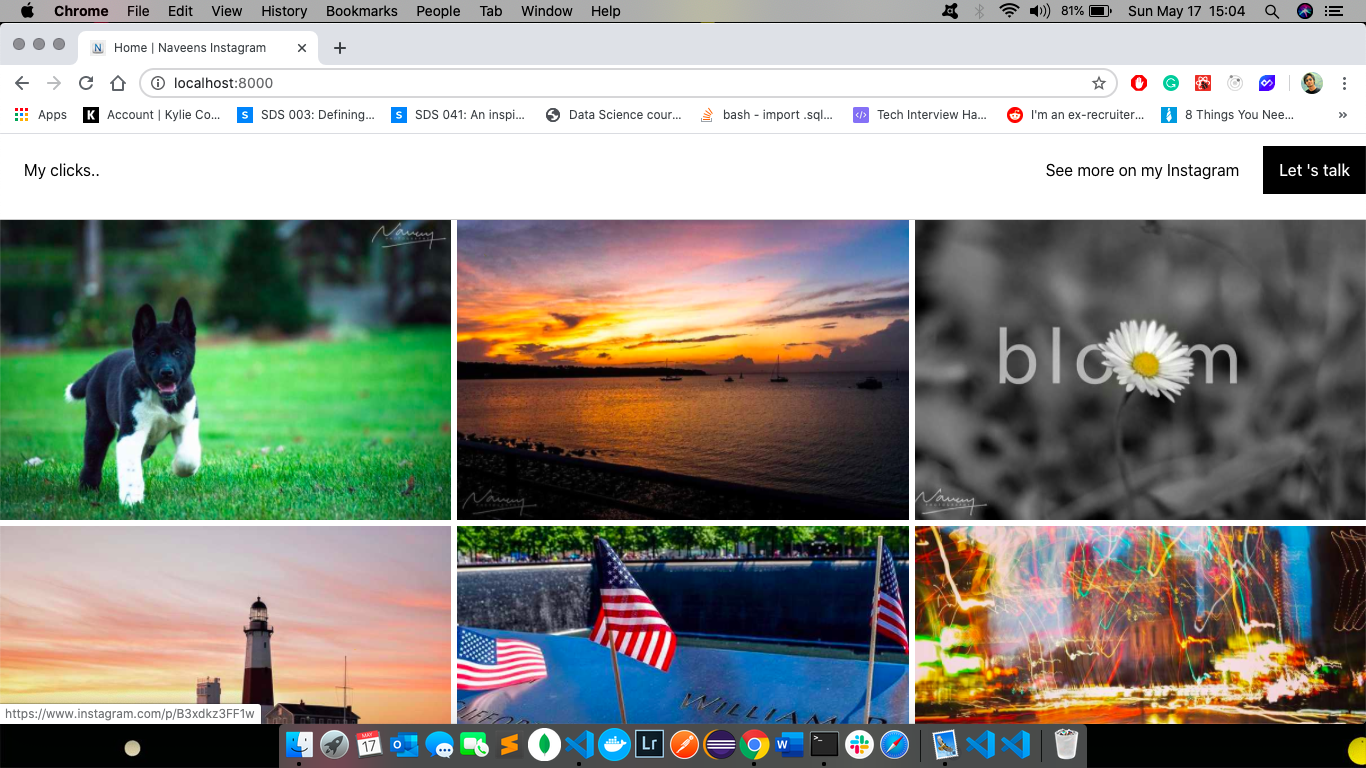 Chrome File Edit View History Bookmarks People Tab Window Help 81% Sun May 17 15:04
Home | Naveens Instagram
localhost:8000
Apps K Account | Kylie Co... S SDS 003: Defining... S SDS 041: An inspi... Data Science cour... bash - import .sql... Tech Interview Ha... I'm an ex-recruiter... 8 Things You Nee... »
My clicks.. See more on my Instagram Let 's talk
bloom
WILLIAM
https://www.instagram.com/p/B3xdkz3FF1w
MAY
17
Lr
W